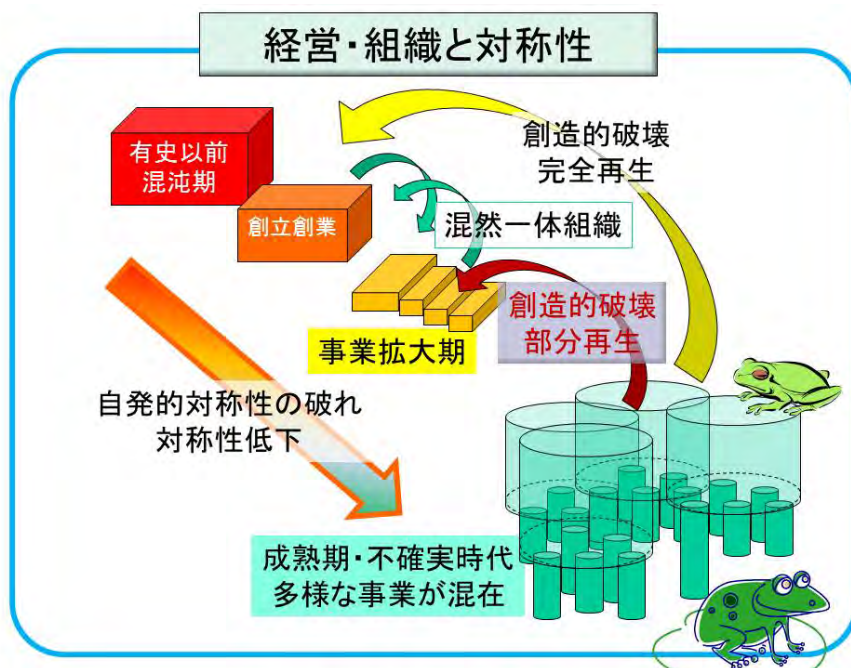 経営・組織と対称性
有史以前
混沌期
創立創業
創造的破壊
完全再生
混然一体組織
創造的破壊
部分再生
事業拡大期
自発的対称性の破れ
対称性低下
成熟期・不確実時代
多様な事業が混在